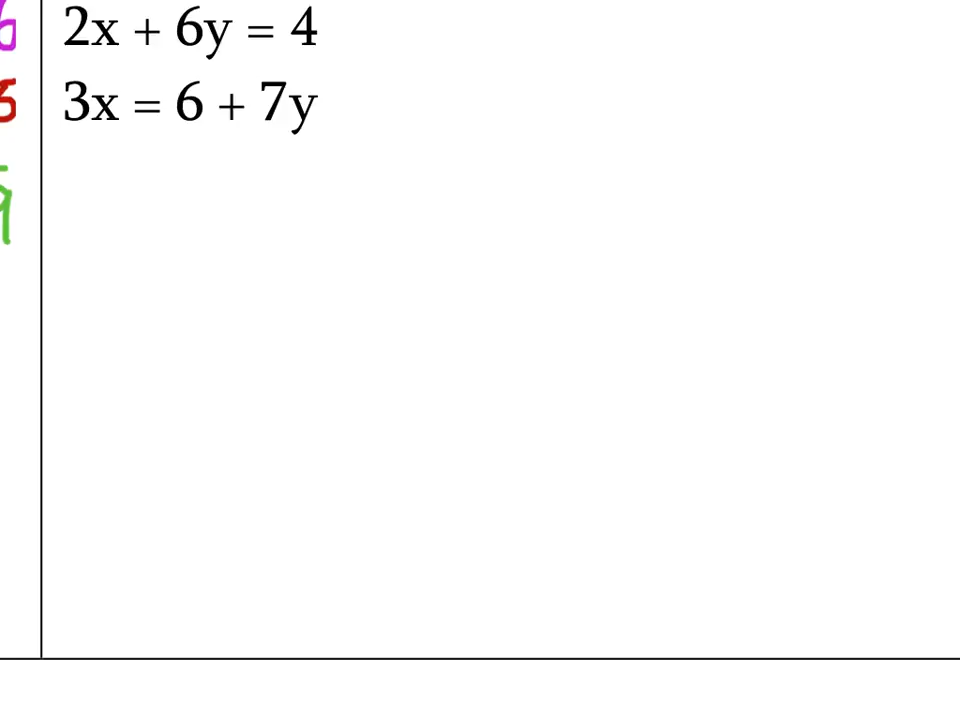 2x + 6y = 4
3x = 6 + 7y